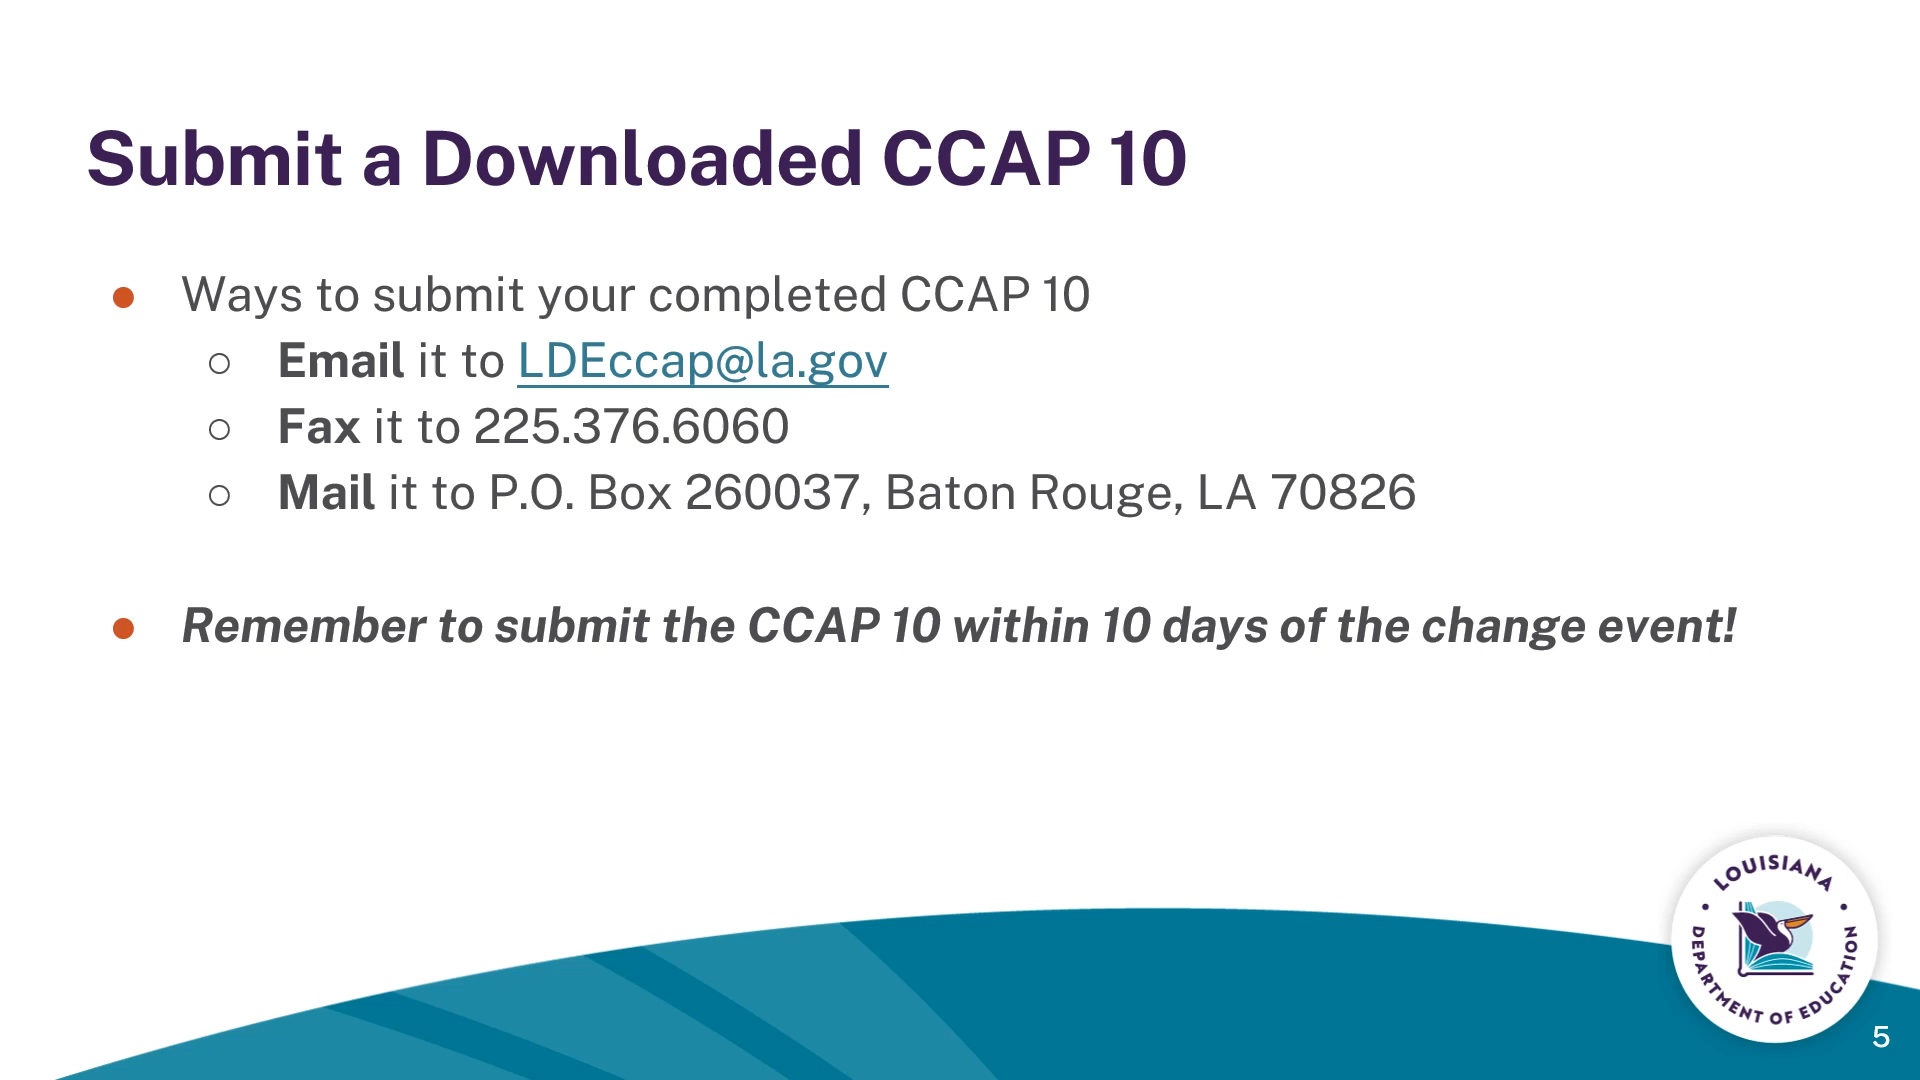 Submit a Downloaded CCAP 10
● Ways to submit your completed CCAP 10
○ Email it to LDEccap@la.gov
○ Fax it to 225.376.6060
○ Mail it to P.O. Box 260037, Baton Rouge, LA 70826
● Remember to submit the CCAP 10 within 10 days of the change event!
• LOUISIANA •
DEPARTMENT OF EDUCATION
5